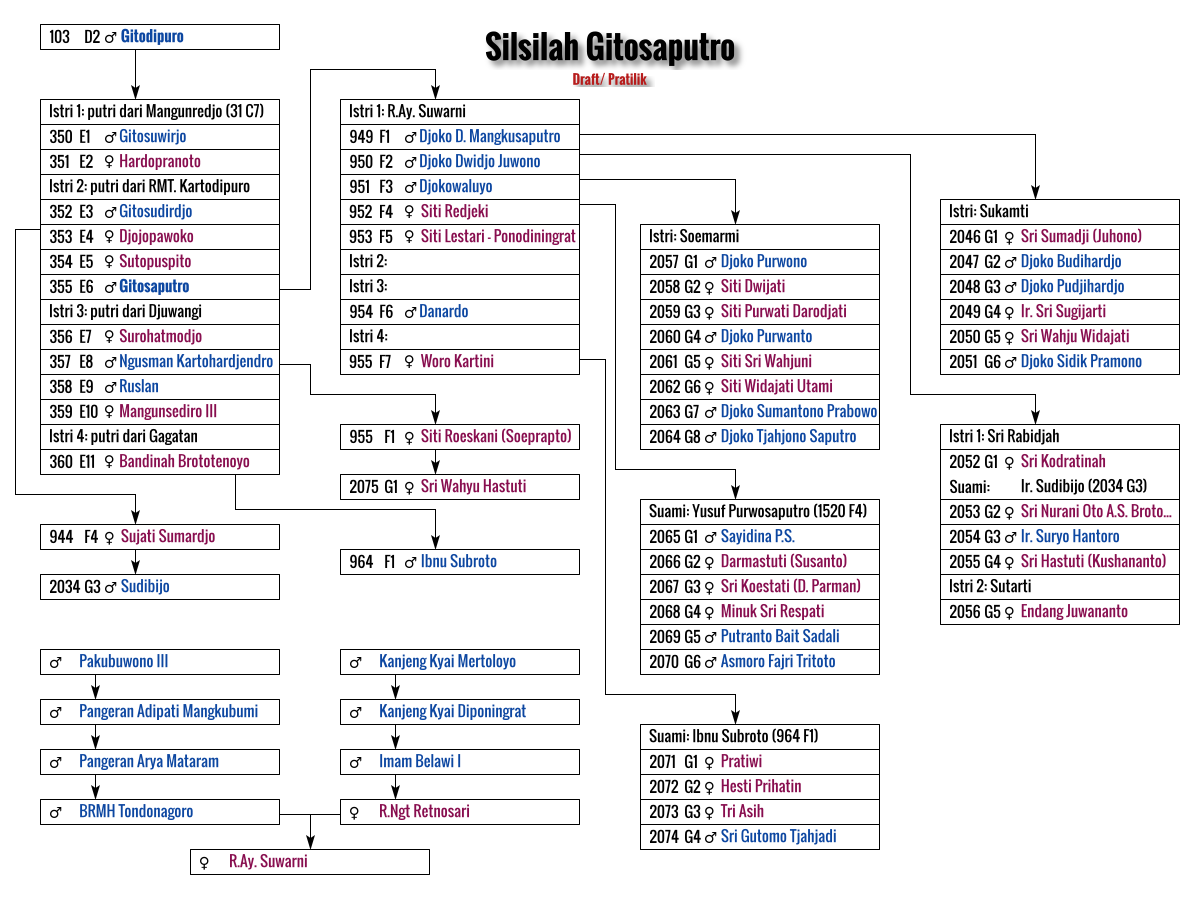 Silsilah Gitosaputro
Draft/ Pratilik
103 D2 ♂ Gitodipuro
Istri 1: putri dari Mangunredjo (31 C7)
350 E1 ♂ Gitosuwirjo
351 E2 ♀ Hardopranoto
Istri 2: putri dari RMT. Kartodipuro
352 E3 ♂ Gitosudirdjo
353 E4 ♀ Djojopawoko
354 E5 ♀ Sutopuspito
355 E6 ♂ Gitosaputro
Istri 3: putri dari Djuwangi
356 E7 ♀ Surohatmodjo
357 E8 ♂ Ngusman Kartohardjendro
358 E9 ♂ Ruslan
359 E10 ♀ Mangunsediro III
Istri 4: putri dari Gagatan
360 E11 ♀ Bandinah Brototenoyo
944 F4 ♀ Sujati Sumardjo
2034 G3 ♂ Sudibijo
Istri 1: R.Ay. Suwarni
949 F1 ♂ Djoko D. Mangkusaputro
950 F2 ♂ Djoko Dwidjo Juwono
951 F3 ♂ Djokowaluyo
952 F4 ♀ Siti Redjeki
953 F5 ♀ Siti Lestari - Ponodiningrat
Istri 2:
Istri 3:
954 F6 ♂ Danardo
Istri 4:
955 F7 ♀ Woro Kartini
955 F1 ♀ Siti Roeskani (Soeprapto)
2075 G1 ♀ Sri Wahyu Hastuti
964 F1 ♂ Ibnu Subroto
Istri: Soemarmi
2057 G1 ♂ Djoko Purwono
2058 G2 ♀ Siti Dwijati
2059 G3 ♀ Siti Purwati Darodjati
2060 G4 ♂ Djoko Purwanto
2061 G5 ♀ Siti Sri Wahjuni
2062 G6 ♀ Siti Widajati Utami
2063 G7 ♂ Djoko Sumantono Prabowo
2064 G8 ♂ Djoko Tjahjono Saputro
Suami: Yusuf Purwosaputro (1520 F4)
2065 G1 ♂ Sayidina P.S.
2066 G2 ♀ Darmastuti (Susanto)
2067 G3 ♀ Sri Koestati (D. Parman)
2068 G4 ♀ Minuk Sri Respati
2069 G5 ♂ Putranto Bait Sadali
2070 G6 ♂ Asmoro Fajri Tritoto
Suami: Ibnu Subroto (964 F1)
2071 G1 ♀ Pratiwi
2072 G2 ♀ Hesti Prihatin
2073 G3 ♀ Tri Asih
2074 G4 ♂ Sri Gutomo Tjahjadi
Istri: Sukamti
2046 G1 ♀ Sri Sumadji (Juhono)
2047 G2 ♂ Djoko Budihardjo
2048 G3 ♂ Djoko Pudjihardjo
2049 G4 ♀ Ir. Sri Sugijarti
2050 G5 ♀ Sri Wahju Widajati
2051 G6 ♂ Djoko Sidik Pramono
Istri 1: Sri Rabidjah
2052 G1 ♀ Sri Kodratinah
Suami: Ir. Sudibijo (2034 G3)
2053 G2 ♀ Sri Nurani Oto A.S. Broto...
2054 G3 ♂ Ir. Suryo Hantoro
2055 G4 ♀ Sri Hastuti (Kushananto)
Istri 2: Sutarti
2056 G5 ♀ Endang Juwananto
♂ Pakubuwono III
♂ Pangeran Adipati Mangkubumi
♂ Pangeran Arya Mataram
♂ BRMH Tondonagoro
♂ Kanjeng Kyai Mertoloyo
♂ Kanjeng Kyai Diponingrat
♂ Imam Belawi I
♀ R.Ngt Retnosari
♀ R.Ay. Suwarni